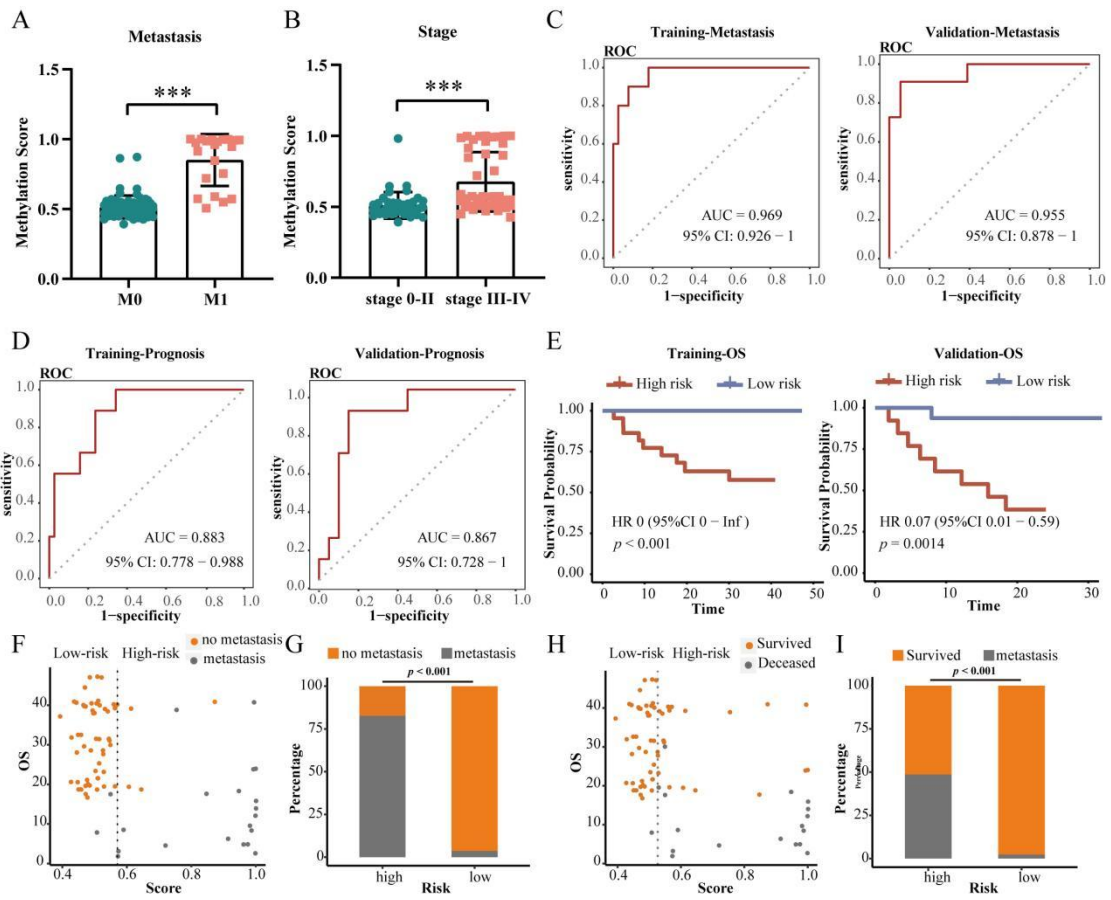 A
Metastasis
Methylation Score
1.5
1.0
0.5
0.0
***
M0
M1
B
Stage
Methylation Score
1.5
1.0
0.5
0.0
***
stage 0-II
stage III-IV
C
Training-Metastasis
ROC
sensitivity
1.0
0.8
0.6
0.4
0.2
0.0
AUC = 0.969
95% CI: 0.926 − 1
0.0 0.2 0.4 0.6 0.8 1.0
1−specificity
Validation-Metastasis
ROC
sensitivity
1.0
0.8
0.6
0.4
0.2
0.0
AUC = 0.955
95% CI: 0.878 − 1
0.0 0.2 0.4 0.6 0.8 1.0
1−specificity
D
Training-Prognosis
ROC
sensitivity
1.0
0.8
0.6
0.4
0.2
0.0
AUC = 0.883
95% CI: 0.778 − 0.988
0.0 0.2 0.4 0.6 0.8 1.0
1−specificity
Validation-Prognosis
ROC
sensitivity
1.0
0.8
0.6
0.4
0.2
0.0
AUC = 0.867
95% CI: 0.728 − 1
0.0 0.2 0.4 0.6 0.8 1.0
1−specificity
E
Training-OS
High risk Low risk
Survival Probability
1.00
0.75
0.50
0.25
0.00
HR 0 (95%CI 0 − Inf )
p < 0.001
0 10 20 30 40 50
Time
Validation-OS
High risk Low risk
Survival Probability
1.00
0.75
0.50
0.25
0.00
HR 0.07 (95%CI 0.01 − 0.59)
p = 0.0014
0 10 20 30
Time
F
no metastasis
metastasis
Low-risk High-risk
OS
40
30
20
10
0
0.4 0.6 0.8 1.0
Score
G
no metastasis metastasis
p < 0.001
Percentage
100
75
50
25
0
high low
Risk
H
Survived
Deceased
Low-risk High-risk
OS
40
30
20
10
0
0.4 0.6 0.8 1.0
Score
I
Survived metastasis
p < 0.001
Percentage
Percentage
100
75
50
25
0
high low
Risk